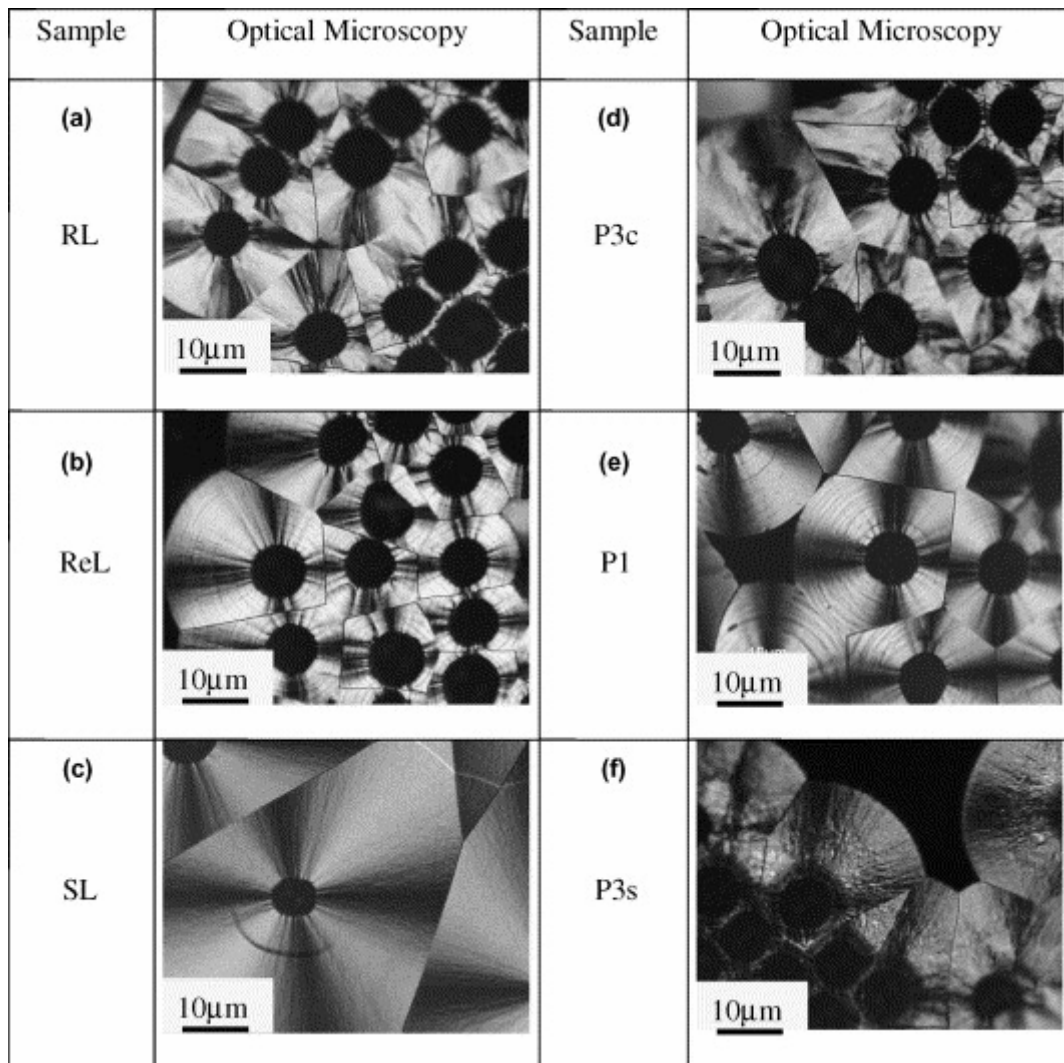 Sample Optical Microscopy Sample Optical Microscopy
(a) (d)
RL P3c
10µm 10µm
(b) (e)
ReL P1
10µm 10µm
(c) (f)
SL P3s
10µm 10µm